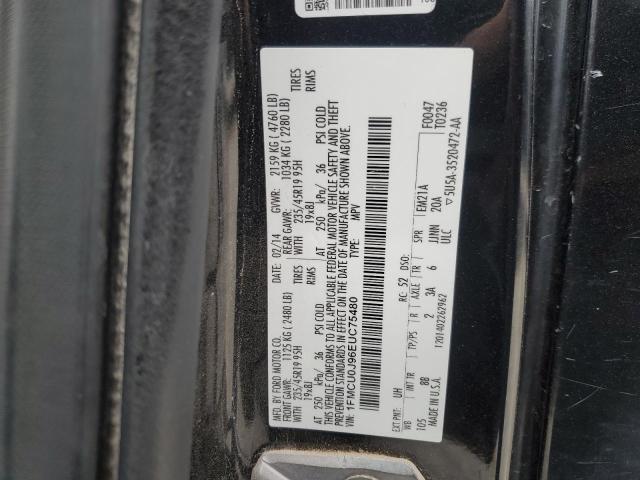 MFD. BY FORD MOTOR CO.
DATE: 02/14 GVWR: 2159 KG ( 4760 LB)
FRONT GAWR: 1125 KG ( 2480 LB) REAR GAWR: 1034 KG ( 2280 LB)
WITH 235/45R19 95H TIRES WITH 235/45R19 95H TIRES
19x8J RIMS 19x8J RIMS
AT 250 kPa/ 36 PSI COLD AT 250 kPa/ 36 PSI COLD
THIS VEHICLE CONFORMS TO ALL APPLICABLE FEDERAL MOTOR VEHICLE SAFETY AND THEFT
PREVENTION STANDARDS IN EFFECT ON THE DATE OF MANUFACTURE SHOWN ABOVE.
VIN: 1FMCU0J96EUC75480 TYPE: MPV
EXT PNT: UH RC: 52 DSO: F0047
WB INT TR TP/PS R AXLE TR SPR EM21A T0236
105 8B 2 3A 6 JJNN 20A
ULC
1201402262962 ▽5U5A-3520472-AA
MADE IN U.S.A.